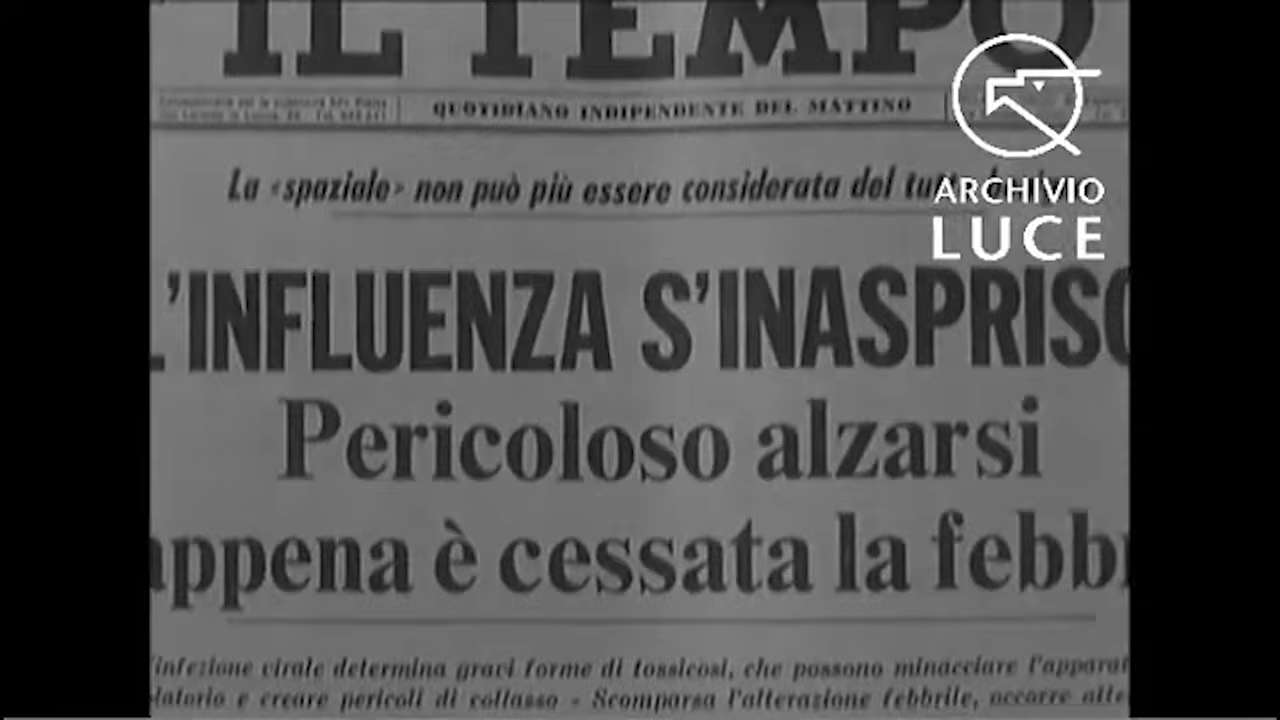 IL TEMPO
QUOTIDIANO INDIPENDENTE DEL MATTINO
ARCHIVIO
LUCE
La «spaziale» non può più essere considerata del
L'INFLUENZA S'INASPRISC
Pericoloso alzarsi
appena è cessata la febb
infezione virale determina gravi forme di tossicosi, che possono minacciare l'apparat
latorio e creare pericoli di collasso - Scomparsa l'alterazione febbrile, occorre atte